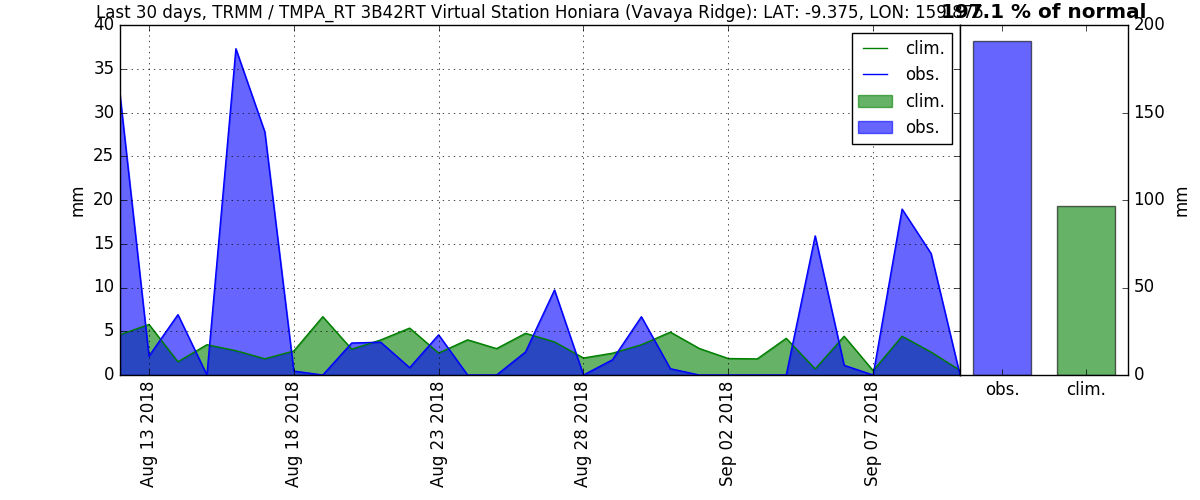 Last 30 days, TRMM / TMPA_RT 3B42RT Virtual Station Honiara (Vavaya Ridge): LAT: -9.375, LON:
197.1 % of normal
40
35
30
25
20
15
10
5
0
mm
clim.
obs.
clim.
obs.
200
150
100
50
0
mm
obs.
clim.
Aug 13 2018
Aug 18 2018
Aug 23 2018
Aug 28 2018
Sep 02 2018
Sep 07 2018